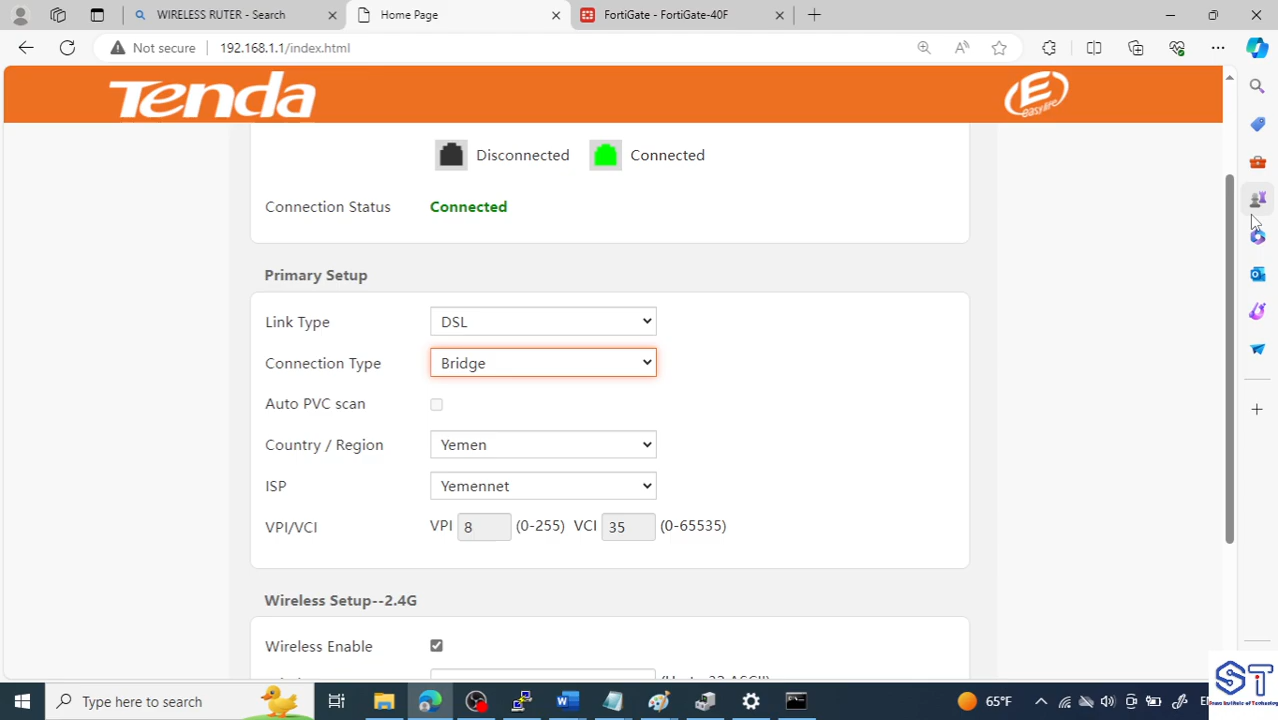 WIRELESS RUTER - Search
Home Page
FortiGate - FortiGate-40F
Not secure
192.168.1.1/index.html
Tenda
Disconnected
Connected
Connection Status
Connected
Primary Setup
Link Type
DSL
Connection Type
Bridge
Auto PVC scan
Country / Region
Yemen
ISP
Yemennet
VPI/VCI
VPI 8 (0-255) VCI 35 (0-65535)
Wireless Setup--2.4G
Wireless Enable
Type here to search
65°F